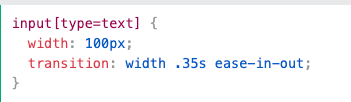 input[type=text] {
  width: 100px;
  transition: width .35s ease-in-out;
}